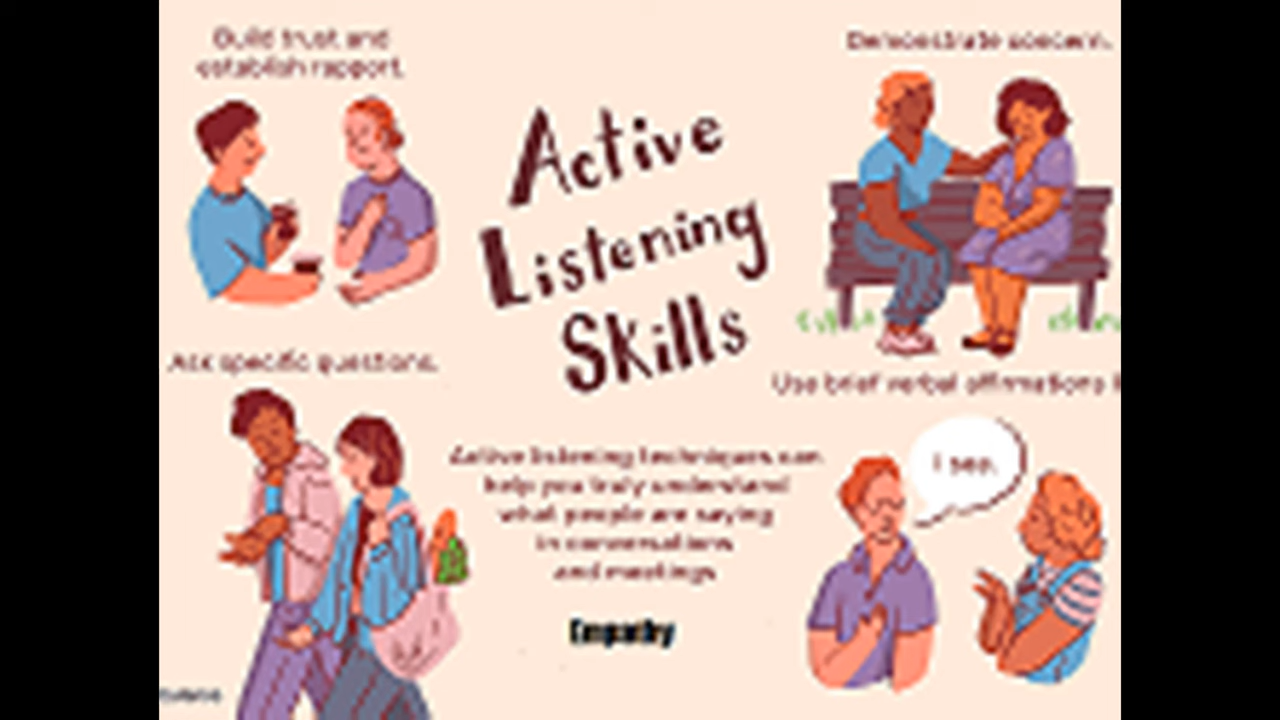 Build trust and
establish rapport.
Demonstrate concern.
Active
Listening
Skills
Ask specific questions.
Use brief verbal affirmations
I see.
Active listening techniques can
help you truly understand
what people are saying
in conversations
and meetings
Empathy